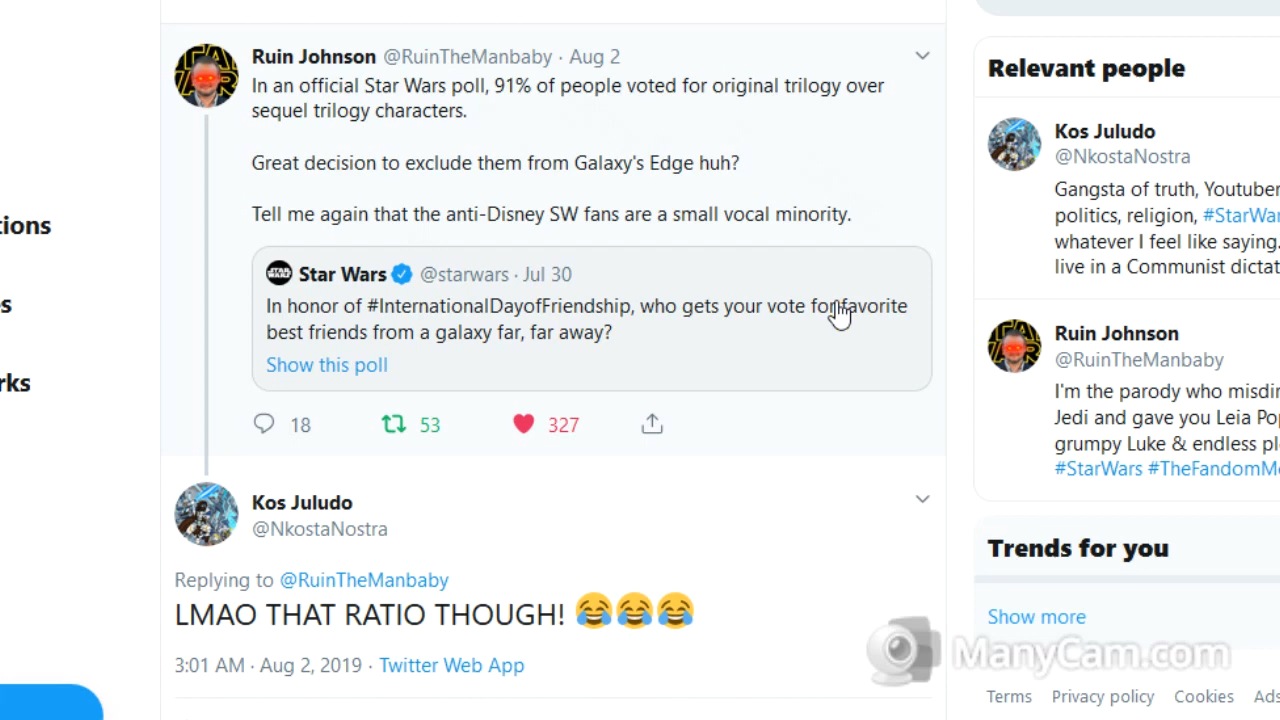 Ruin Johnson @RuinTheManbaby · Aug 2
In an official Star Wars poll, 91% of people voted for original trilogy over
sequel trilogy characters.
Great decision to exclude them from Galaxy's Edge huh?
Tell me again that the anti-Disney SW fans are a small vocal minority.
Star Wars @starwars · Jul 30
In honor of #InternationalDayofFriendship, who gets your vote for favorite
best friends from a galaxy far, far away?
Show this poll
18 53 327
Kos Juludo
@NkostaNostra
Replying to @RuinTheManbaby
LMAO THAT RATIO THOUGH! 😂😂😂
3:01 AM · Aug 2, 2019 · Twitter Web App
Relevant people
Kos Juludo
@NkostaNostra
Gangsta of truth, Youtuber
politics, religion, #StarWar
whatever I feel like saying.
live in a Communist dictat
Ruin Johnson
@RuinTheManbaby
I'm the parody who misdi
Jedi and gave you Leia Pop
grumpy Luke & endless pl
#StarWars #TheFandomMe
Trends for you
Show more
ManyCam.com
Terms Privacy policy Cookies Ads
tions
s
rks